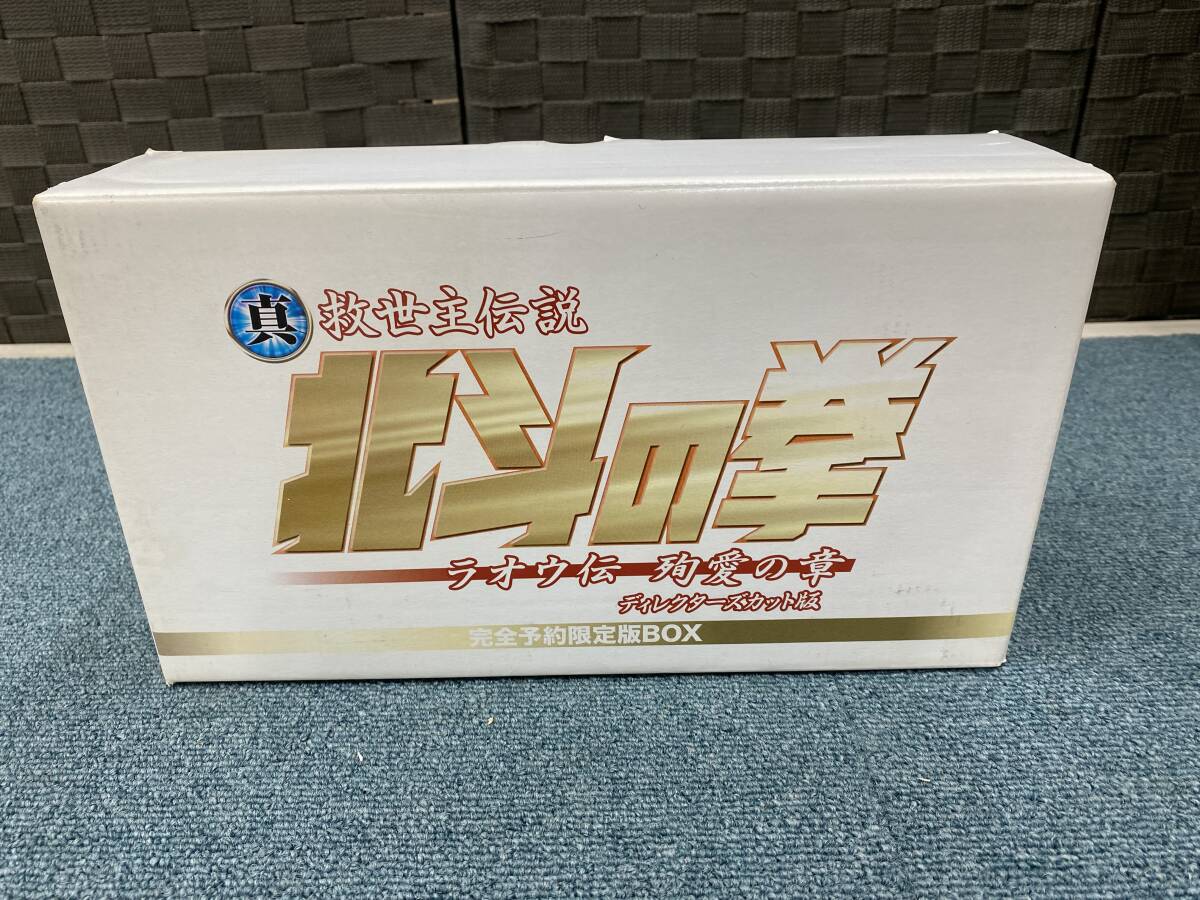 真 救世主伝説
北斗の拳
ラオウ伝 殉愛の章
ディレクターズカット版
完全予約限定版BOX